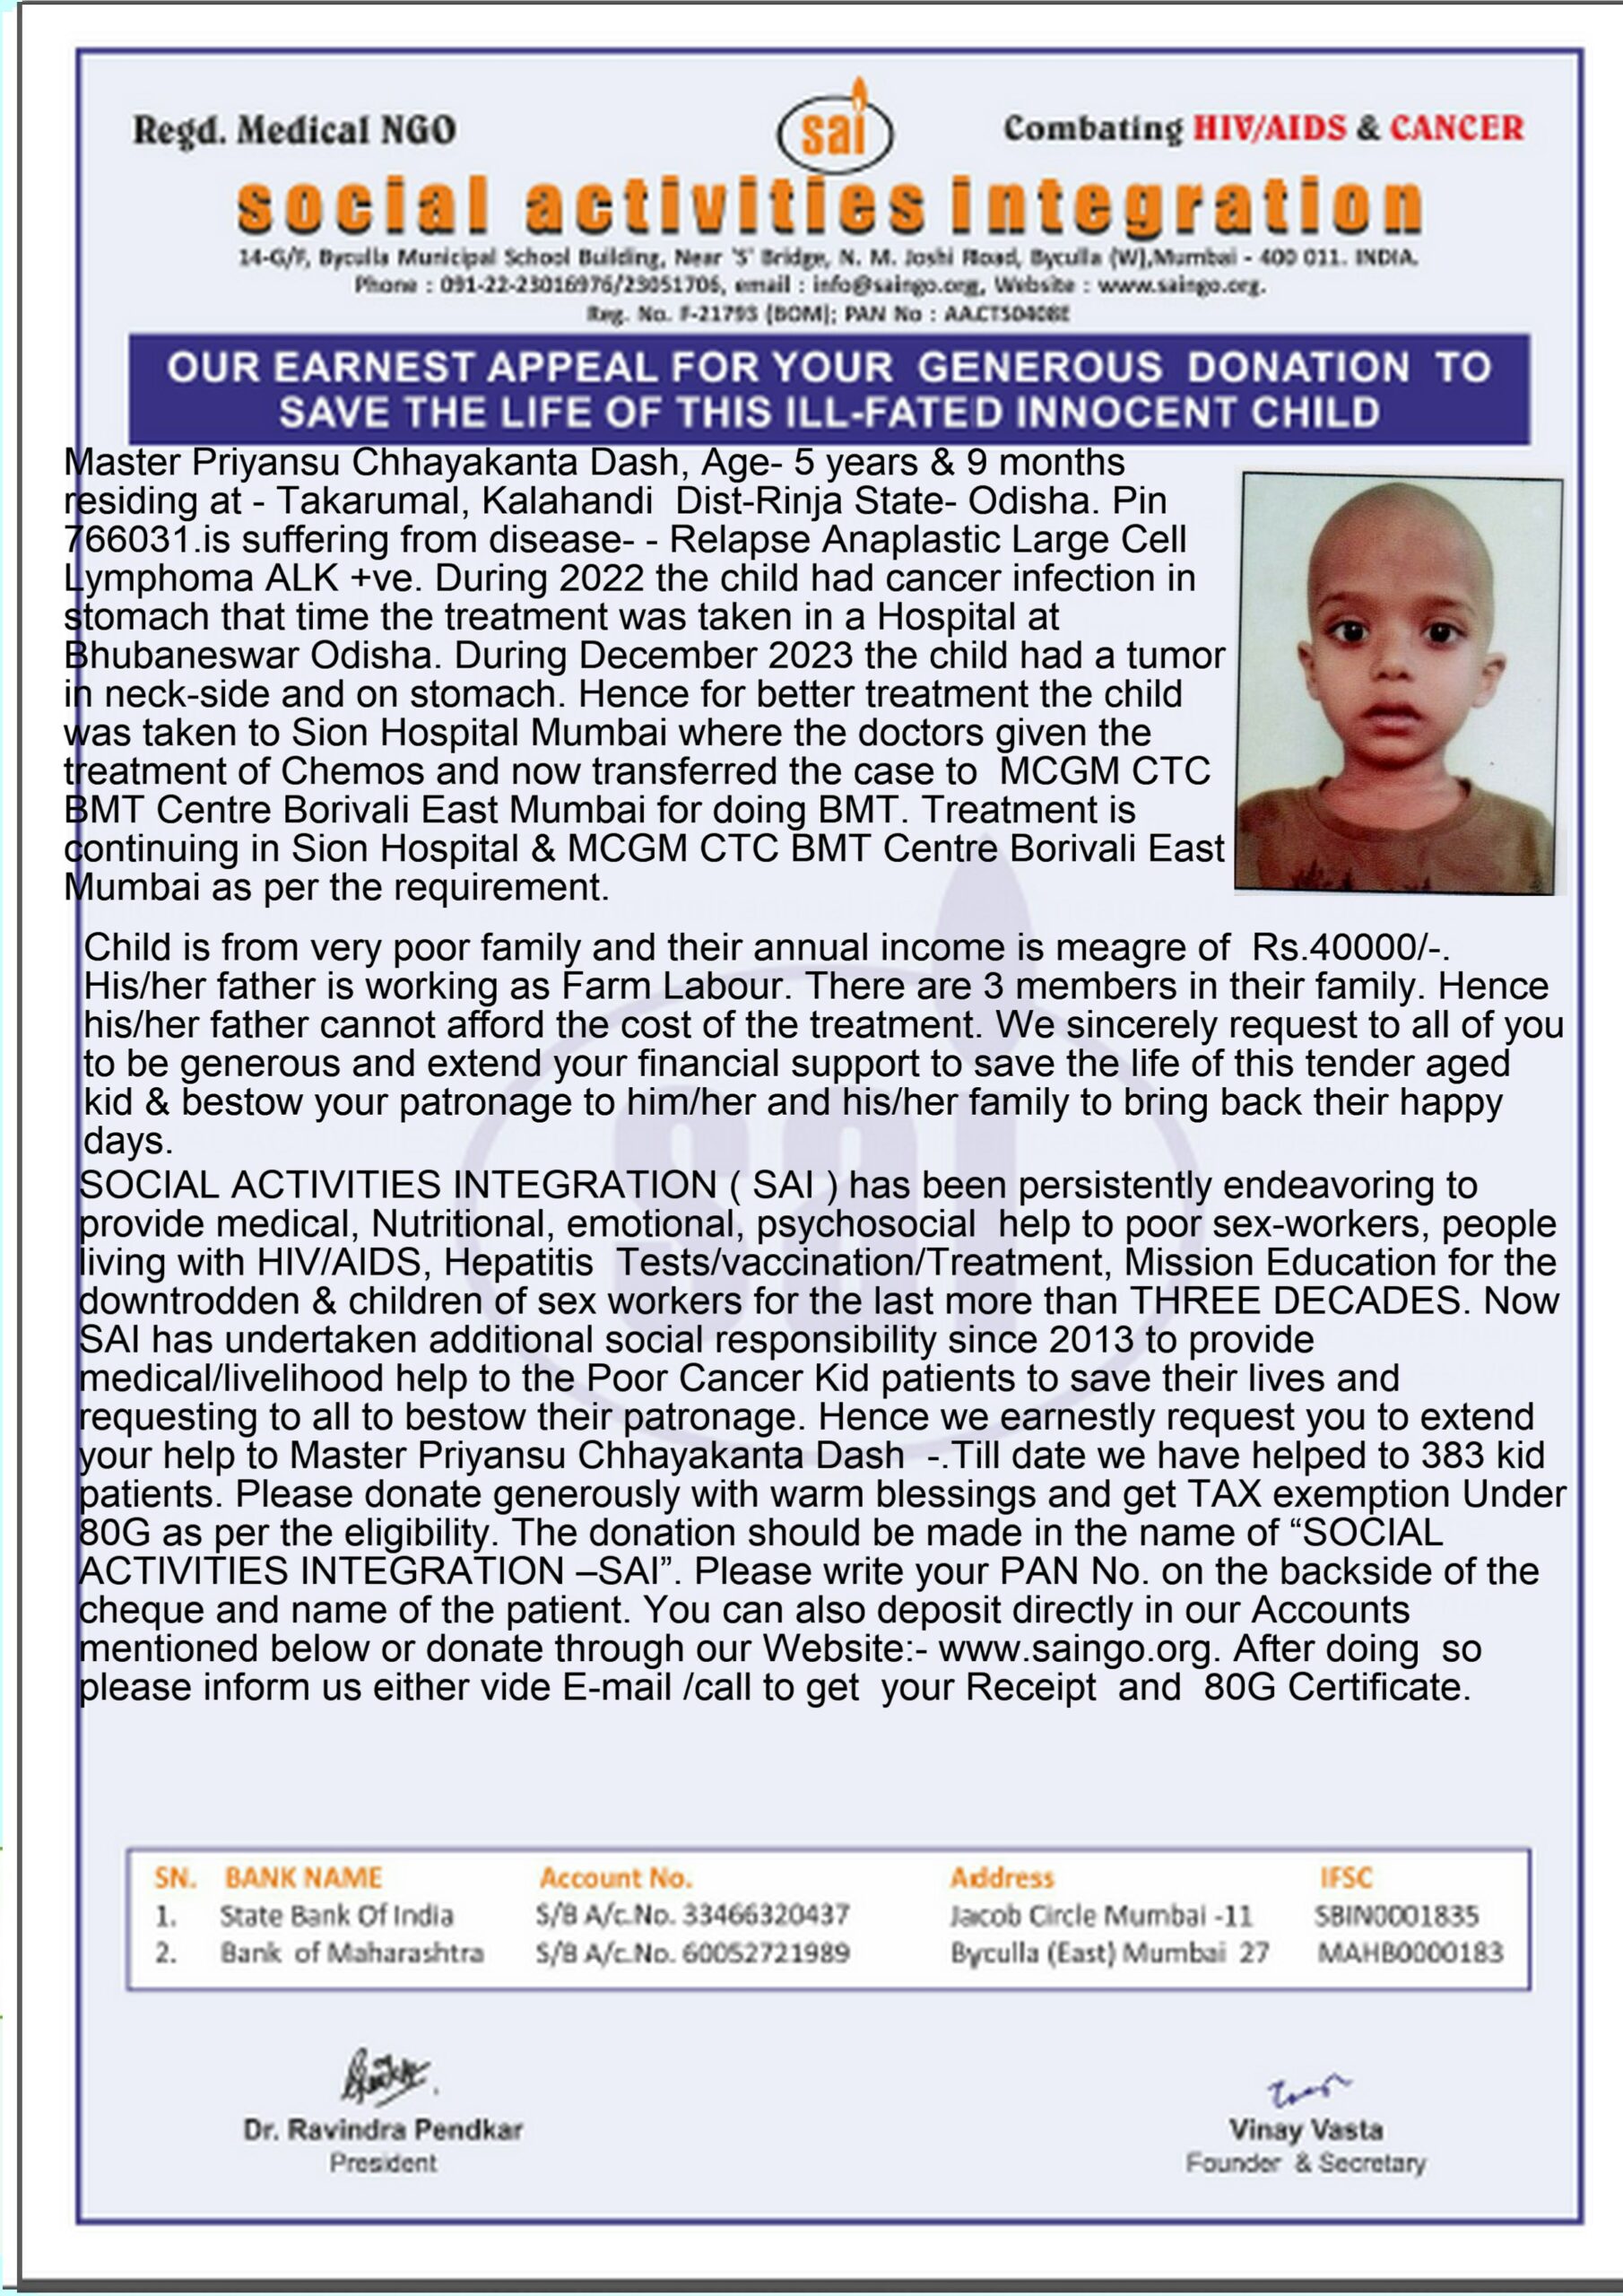 Regd. Medical NGO
sai
Combating HIV/AIDS & CANCER
social activities integration
14-G/F, Byculla Municipal School Building, Near 'S' Bridge, N. M. Joshi Road, Byculla (W),Mumbai - 400 011. INDIA.
Phone : 091-22-23016976/23051706, email : info@saingo.org, Website : www.saingo.org.
Reg. No. F-21793 (BOM); PAN No : AACTS0408E
OUR EARNEST APPEAL FOR YOUR GENEROUS DONATION TO
SAVE THE LIFE OF THIS ILL-FATED INNOCENT CHILD
Master Priyansu Chhayakanta Dash, Age- 5 years & 9 months
residing at - Takarumal, Kalahandi Dist-Rinja State- Odisha. Pin
766031.is suffering from disease- - Relapse Anaplastic Large Cell
Lymphoma ALK +ve. During 2022 the child had cancer infection in
stomach that time the treatment was taken in a Hospital at
Bhubaneswar Odisha. During December 2023 the child had a tumor
in neck-side and on stomach. Hence for better treatment the child
was taken to Sion Hospital Mumbai where the doctors given the
treatment of Chemos and now transferred the case to MCGM CTC
BMT Centre Borivali East Mumbai for doing BMT. Treatment is
continuing in Sion Hospital & MCGM CTC BMT Centre Borivali East
Mumbai as per the requirement.
Child is from very poor family and their annual income is meagre of Rs.40000/-.
His/her father is working as Farm Labour. There are 3 members in their family. Hence
his/her father cannot afford the cost of the treatment. We sincerely request to all of you
to be generous and extend your financial support to save the life of this tender aged
kid & bestow your patronage to him/her and his/her family to bring back their happy
days.
SOCIAL ACTIVITIES INTEGRATION ( SAI ) has been persistently endeavoring to
provide medical, Nutritional, emotional, psychosocial help to poor sex-workers, people
living with HIV/AIDS, Hepatitis Tests/vaccination/Treatment, Mission Education for the
downtrodden & children of sex workers for the last more than THREE DECADES. Now
SAI has undertaken additional social responsibility since 2013 to provide
medical/livelihood help to the Poor Cancer Kid patients to save their lives and
requesting to all to bestow their patronage. Hence we earnestly request you to extend
your help to Master Priyansu Chhayakanta Dash -.Till date we have helped to 383 kid
patients. Please donate generously with warm blessings and get TAX exemption Under
80G as per the eligibility. The donation should be made in the name of “SOCIAL
ACTIVITIES INTEGRATION –SAI”. Please write your PAN No. on the backside of the
cheque and name of the patient. You can also deposit directly in our Accounts
mentioned below or donate through our Website:- www.saingo.org. After doing so
please inform us either vide E-mail /call to get your Receipt and 80G Certificate.
SN. BANK NAME Account No. Address IFSC
1. State Bank Of India S/B A/c.No. 33466320437 Jacob Circle Mumbai -11 SBIN0001835
2. Bank of Maharashtra S/B A/c.No. 60052721989 Byculla (East) Mumbai 27 MAHB0000183
Dr. Ravindra Pendkar
President
Vinay Vasta
Founder & Secretary